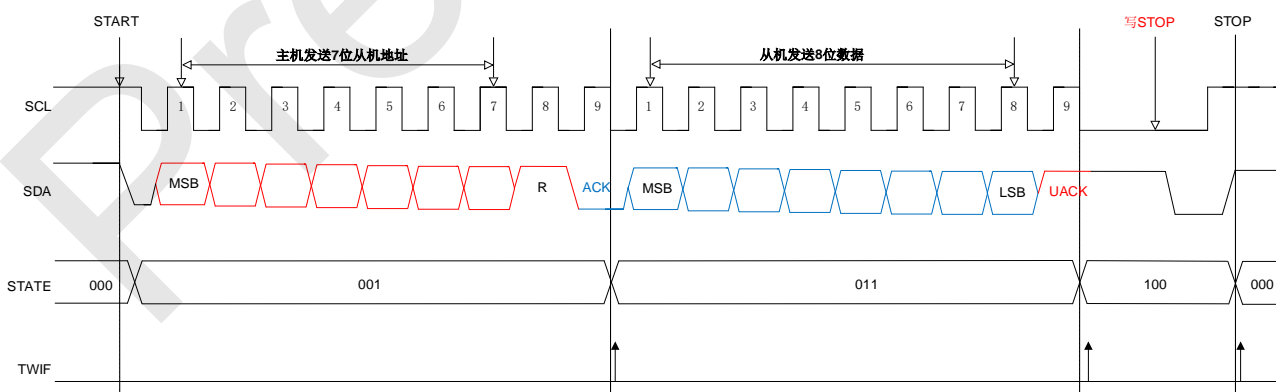 START
写STOP
STOP
主机发送7位从机地址
从机发送8位数据
SCL
1 2 3 4 5 6 7 8 9 1 2 3 4 5 6 7 8 9
SDA
MSB R ACK MSB LSB UACK
STATE 000 001 011 100 000
TWIF
Pre